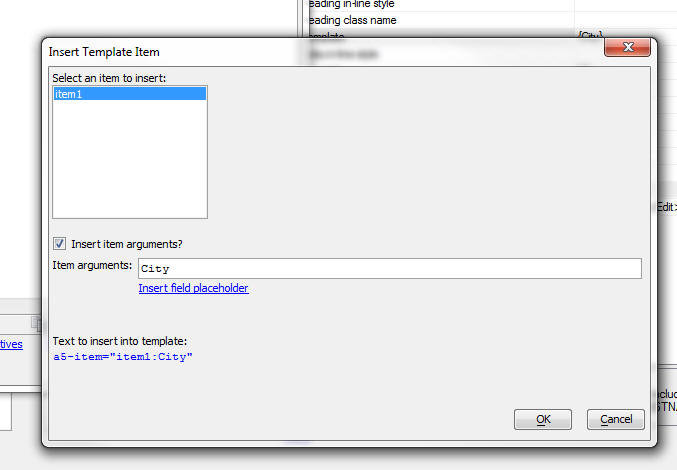 eading in-line style
eading class name
emplate
{City}
Insert Template Item
Select an item to insert:
item1
Edit>
Insert item arguments?
Item arguments:
City
Insert field placeholder
tives
Text to insert into template:
a5-item="item1:City"
nclu
STN
OK
Cancel